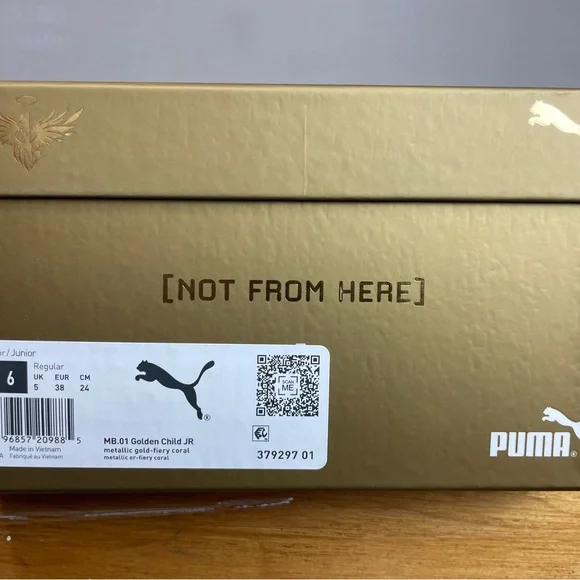 [NOT FROM HERE]
or/Junior
Regular
6 UK EUR CM
5 38 24
SCAN ME
96857 20988 5
Made in Vietnam
A Fabriqué au Vietnam
MB.01 Golden Child JR
metallic gold-fiery coral
metallic or-fiery coral
379297 01
PUMA®